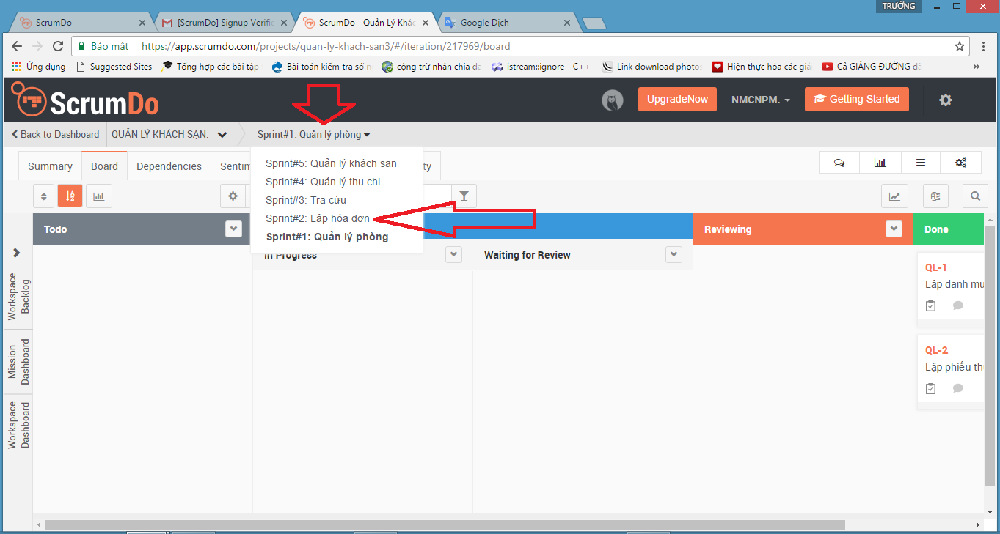 TRƯỜNG
ScrumDo
[ScrumDo] Signup Verific
ScrumDo - Quản Lý Khác
Google Dịch
Bảo mật
https://app.scrumdo.com/projects/quan-ly-khach-san3/#/iteration/217969/board
Ứng dụng
Suggested Sites
Tổng hợp các bài tập
Bài toán kiểm tra số n
cộng trừ nhân chia đa
istream::ignore - C++
Link download photos
Hiện thực hóa các giải
Cả GIẢNG ĐƯỜNG đã
»
ScrumDo
UpgradeNow
NMCNPM.
Getting Started
Back to Dashboard
QUẢN LÝ KHÁCH SẠN.
Sprint#1: Quản lý phòng
Summary
Board
Dependencies
Sentim
ty
Sprint#5: Quản lý khách sạn
Sprint#4: Quản lý thu chi
Sprint#3: Tra cứu
Sprint#2: Lập hóa đơn
Sprint#1: Quản lý phòng
Todo
Reviewing
Done
In Progress
Waiting for Review
Workspace
Backlog
Mission
Dashboard
Workspace
Dashboard
QL-1
Lập danh mụ
QL-2
Lập phiếu th